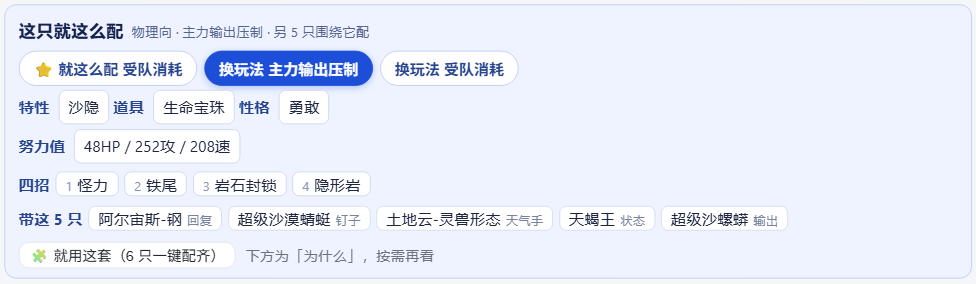 这只就这么配 物理向 · 主力输出压制 · 另 5 只围绕它配
⭐ 就这么配 受队消耗 换玩法 主力输出压制 换玩法 受队消耗
特性 沙隐 道具 生命宝珠 性格 勇敢
努力值 48HP / 252攻 / 208速
四招 1 怪力 2 铁尾 3 岩石封锁 4 隐形岩
带这 5 只 阿尔宙斯-钢 回复 超级沙漠蜻蜓 钉子 土地云-灵兽形态 天气手 天蝎王 状态 超级沙螺蟒 输出
🧩 就用这套（6 只一键配齐） 下方为「为什么」，按需再看